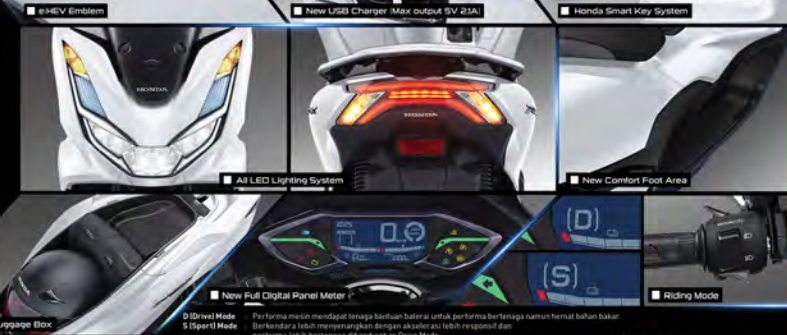 e:HEV Emblem
New USB Charger (Max output 5V 2.1A)
Honda Smart Key System
HONDA
HONDA
All LED Lighting System
New Comfort Foot Area
(D)
0
(S)
New Full Digital Panel Meter
Riding Mode
uggage Box
D (Drive) Mode : Performa mesin mendapat tenaga bantuan baterai untuk performa bertenaga namun hemat bahan bakar.
S (Sport) Mode : Berkendara lebih menyenangkan dengan akselerasi lebih responsif dan